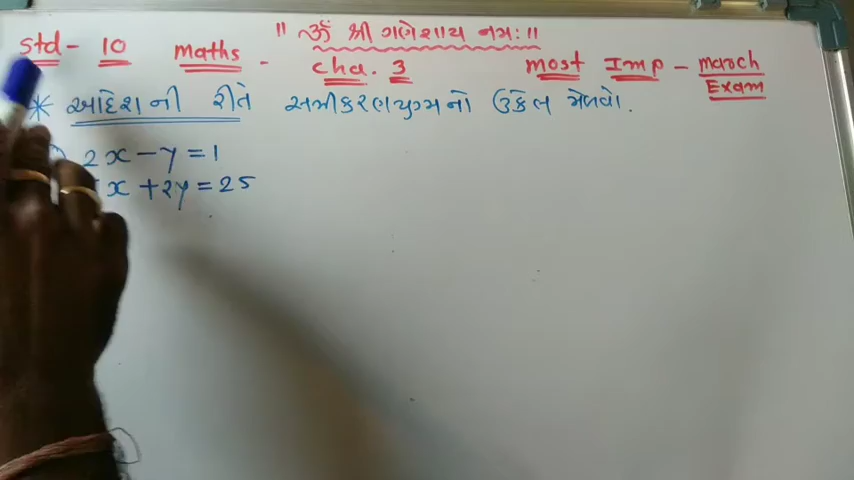 "ૐ શ્રી ગણેશાય નમઃ॥
Std - 10 Maths - Cha. 3 most Imp - march Exam
* આદેશની રીતે સમીકરણયુગ્મનો ઉકેલ મેળવો.
2x - y = 1
x + 2y = 25